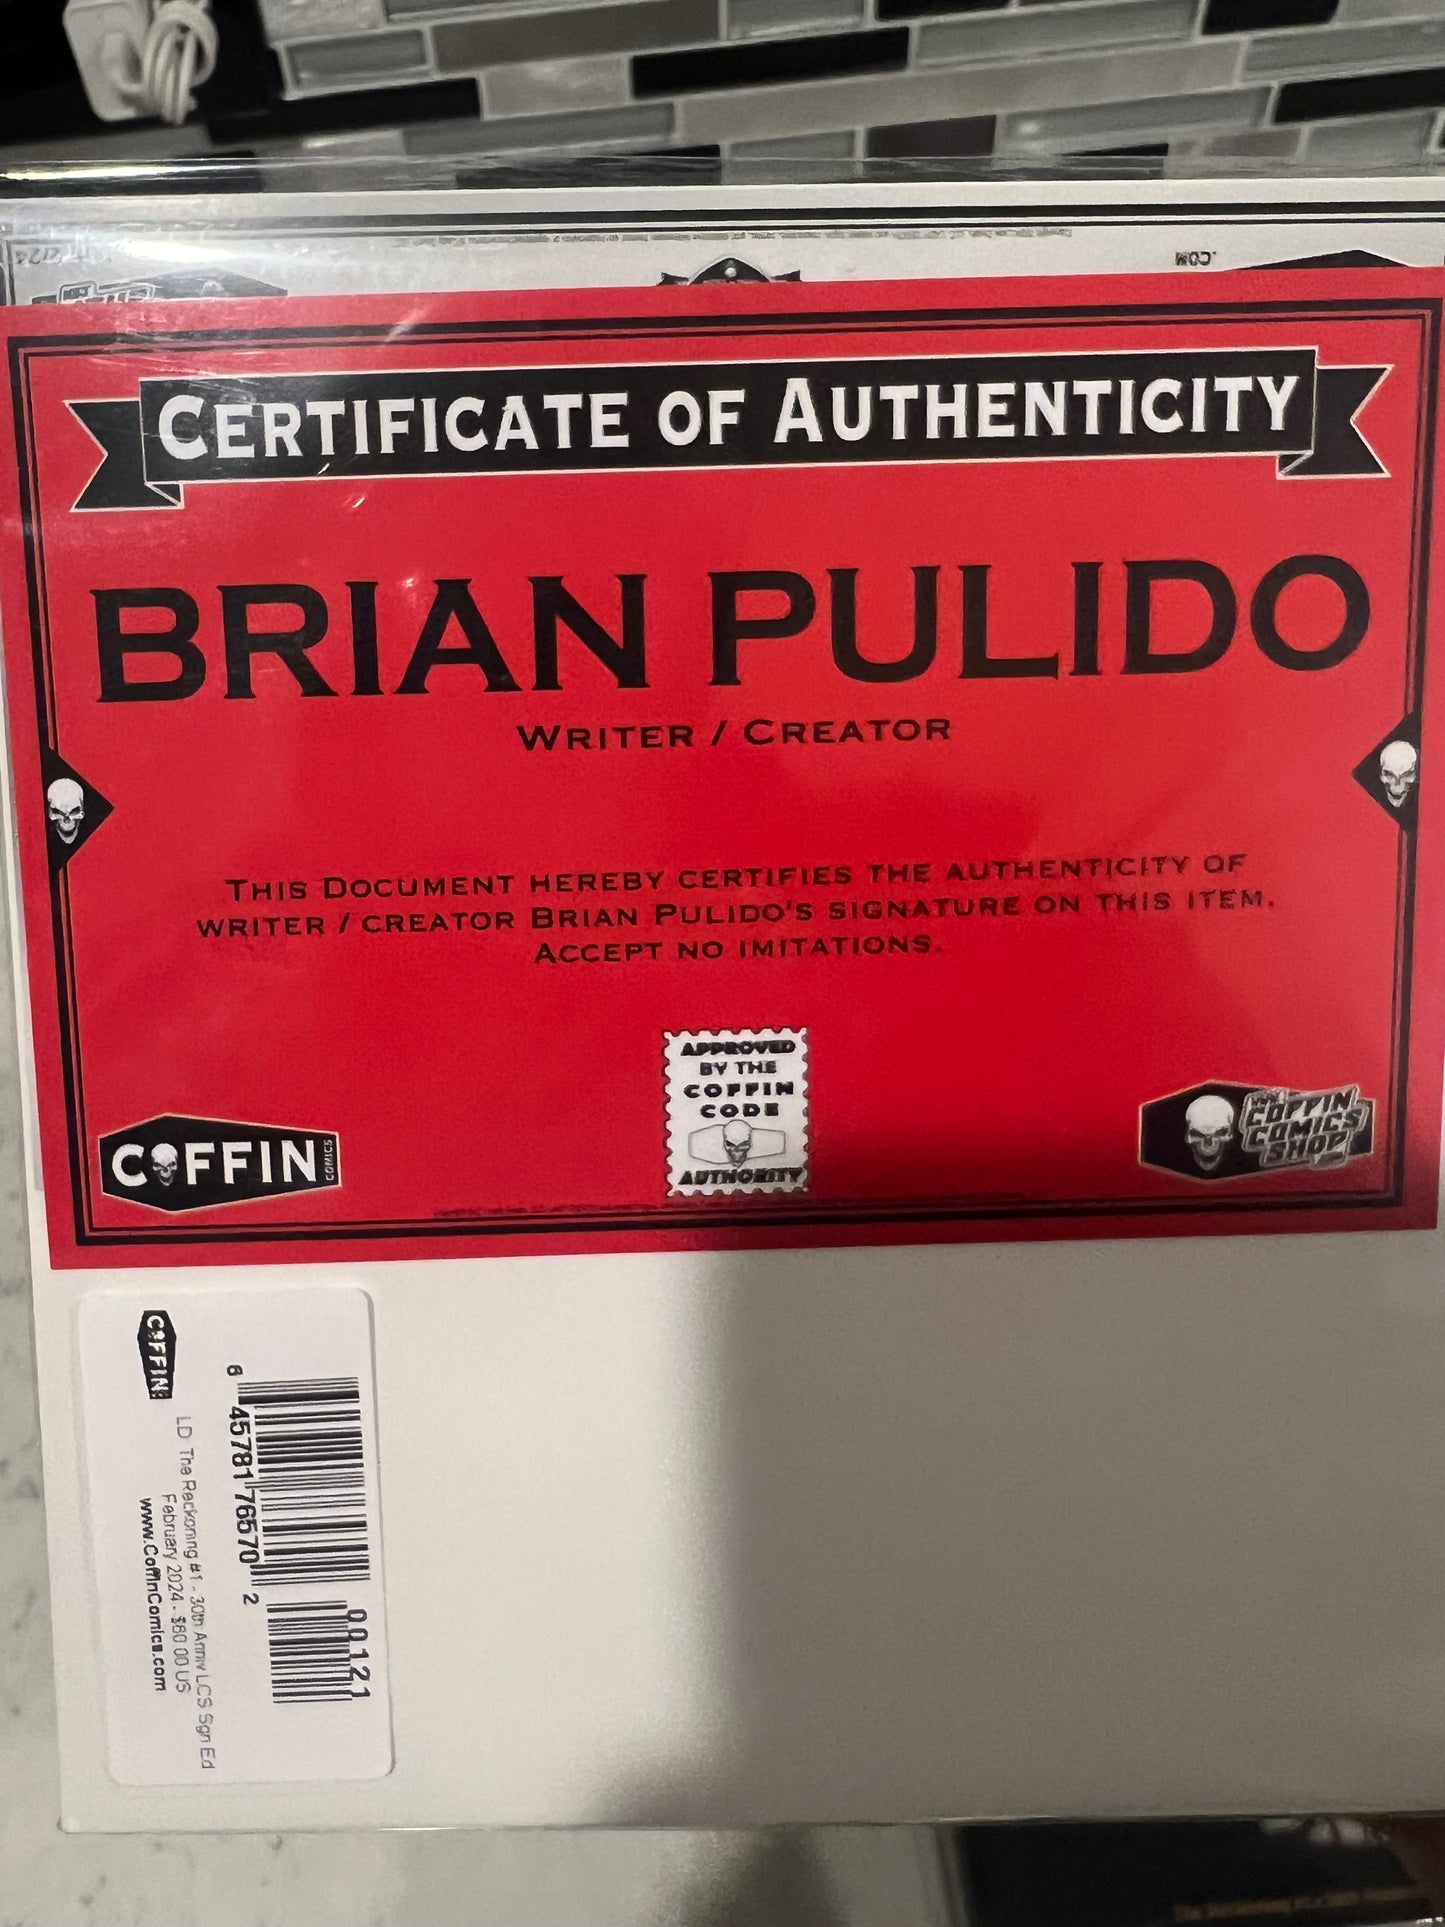 .COM
CERTIFICATE OF AUTHENTICITY
BRIAN PULIDO
WRITER / CREATOR
THIS DOCUMENT HEREBY CERTIFIES THE AUTHENTICITY OF
WRITER / CREATOR BRIAN PULIDO'S SIGNATURE ON THIS ITEM.
ACCEPT NO IMITATIONS.
APPROVED
BY THE
COFFIN
CODE
AUTHORITY
COFFIN
COMICS
COFFIN
COMICS
SHOP
COFFIN
6 45781 76570 2
00121
LD The Reckoning #1 - 30th Anniv LCS Sgn Ed
February 2024 - $60.00 US
www.CoffinComics.com